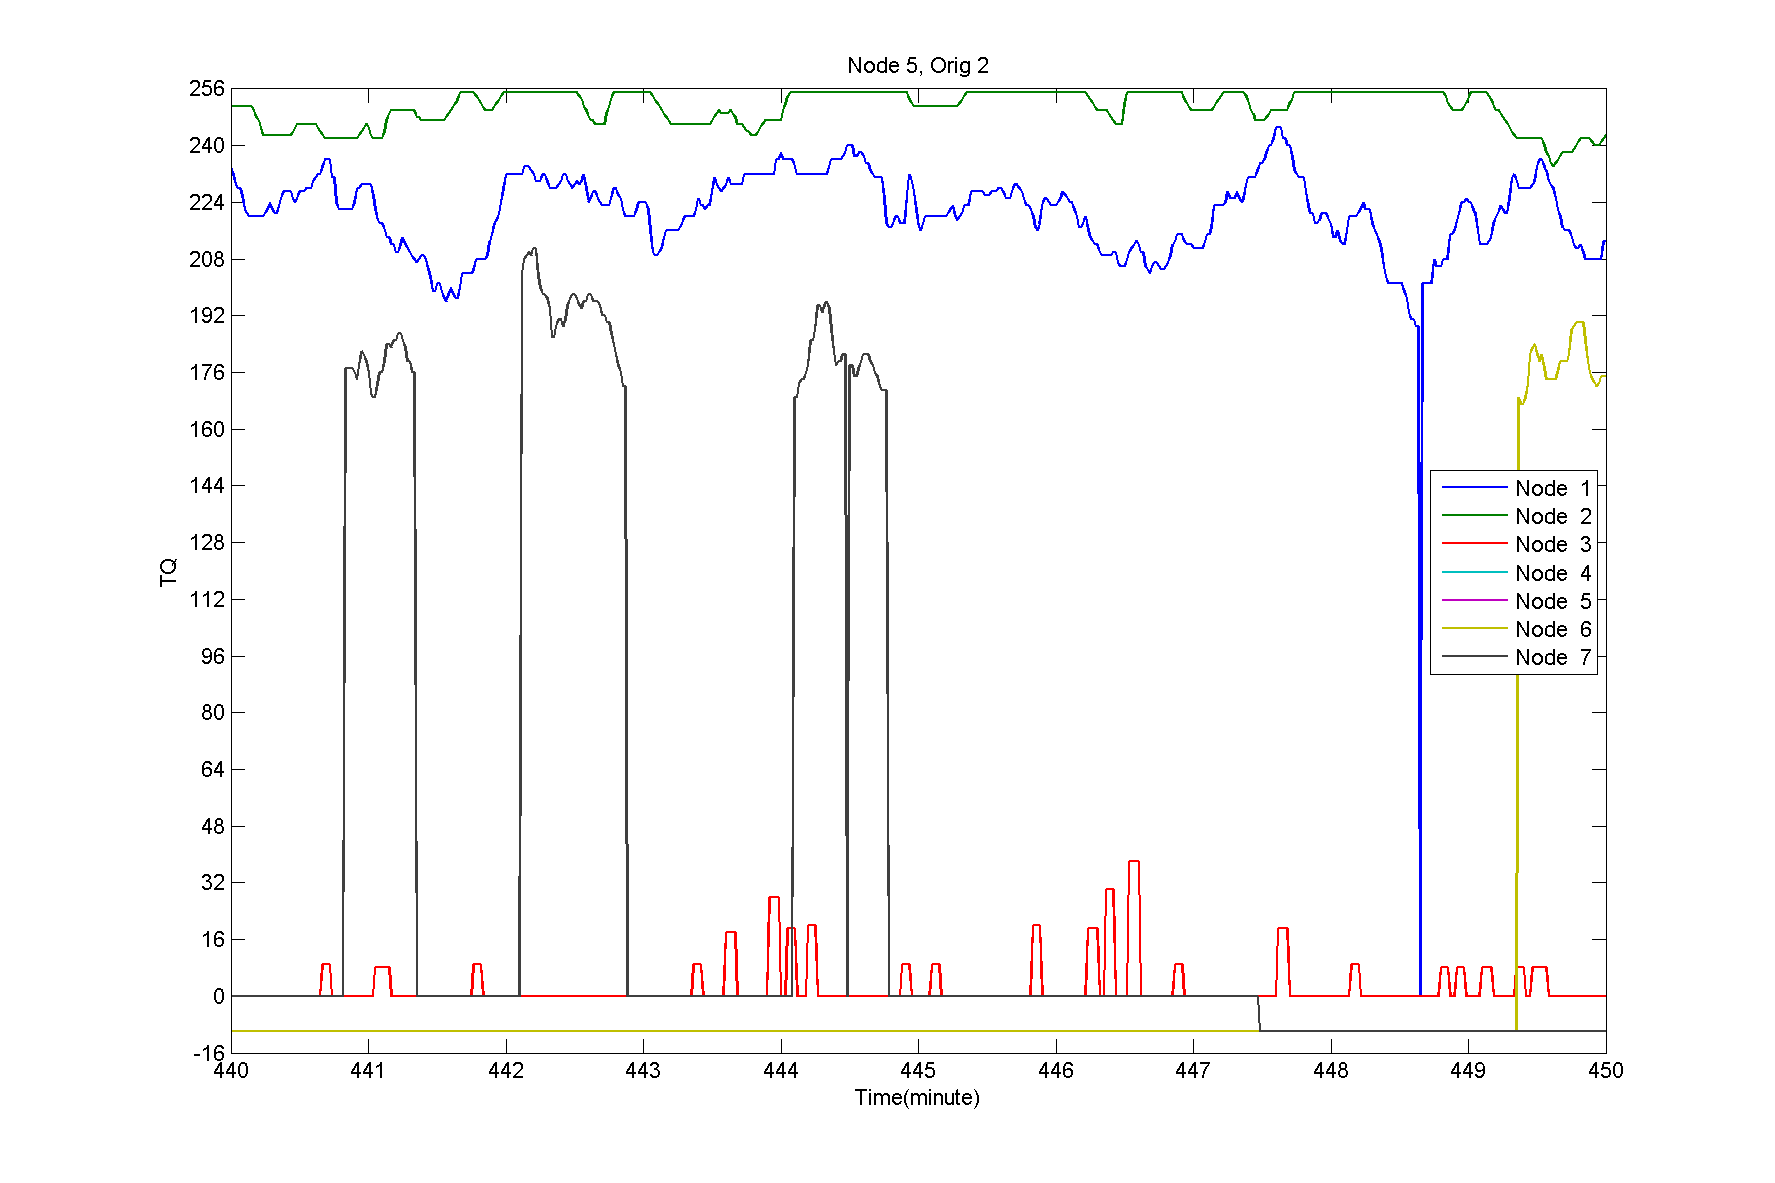 Node 5, Orig 2
256
240
224
208
192
176
160
144
128
112
96
80
64
48
32
16
0
-16
TQ
Node 1
Node 2
Node 3
Node 4
Node 5
Node 6
Node 7
440 441 442 443 444 445 446 447 448 449 450
Time(minute)